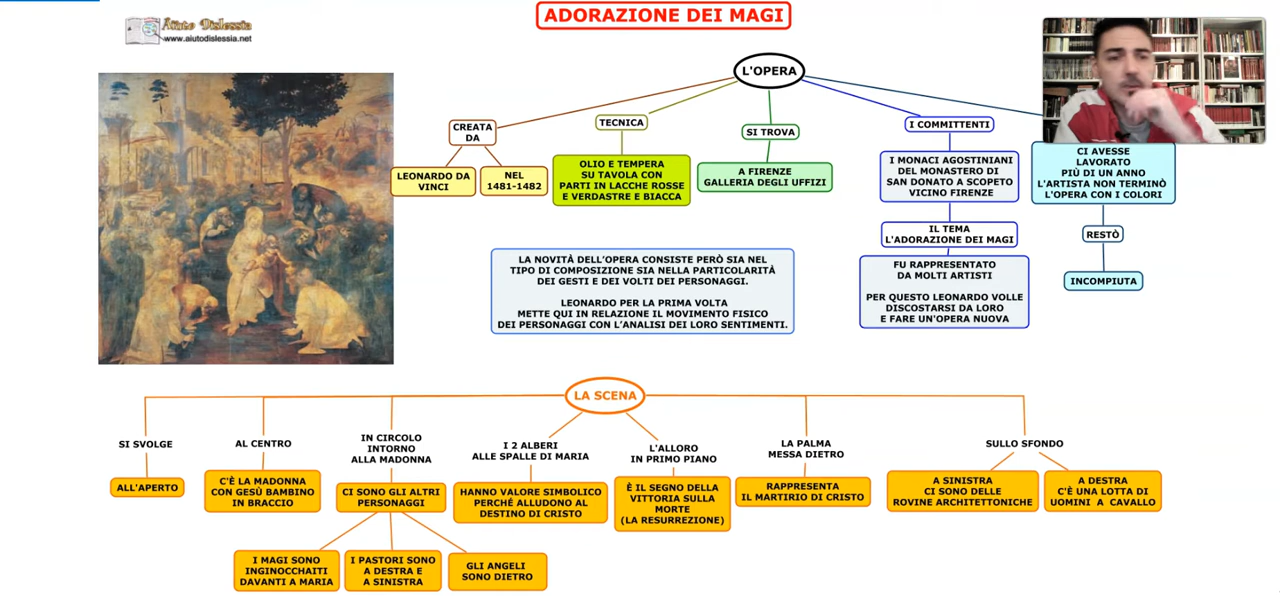 ADORAZIONE DEI MAGI
Aiuto Dislessia
www.aiutodislessia.net
L'OPERA
CREATA
DA
LEONARDO DA
VINCI
NEL
1481-1482
TECNICA
OLIO E TEMPERA
SU TAVOLA CON
PARTI IN LACCHE ROSSE
E VERDASTRE E BIACCA
SI TROVA
A FIRENZE
GALLERIA DEGLI UFFIZI
I COMMITTENTI
I MONACI AGOSTINIANI
DEL MONASTERO DI
SAN DONATO A SCOPETO
VICINO FIRENZE
IL TEMA
L'ADORAZIONE DEI MAGI
FU RAPPRESENTATO
DA MOLTI ARTISTI
PER QUESTO LEONARDO VOLLE
DISCOSTARSI DA LORO
E FARE UN'OPERA NUOVA
CI AVESSE
LAVORATO
PIÙ DI UN ANNO
L'ARTISTA NON TERMINÒ
L'OPERA CON I COLORI
RESTÒ
INCOMPIUTA
LA NOVITÀ DELL'OPERA CONSISTE PERÒ SIA NEL
TIPO DI COMPOSIZIONE SIA NELLA PARTICOLARITÀ
DEI GESTI E DEI VOLTI DEI PERSONAGGI.
LEONARDO PER LA PRIMA VOLTA
METTE QUI IN RELAZIONE IL MOVIMENTO FISICO
DEI PERSONAGGI CON L'ANALISI DEI LORO SENTIMENTI.
LA SCENA
SI SVOLGE
ALL'APERTO
AL CENTRO
C'È LA MADONNA
CON GESÙ BAMBINO
IN BRACCIO
IN CIRCOLO
INTORNO
ALLA MADONNA
CI SONO GLI ALTRI
PERSONAGGI
I MAGI SONO
INGINOCCHAITI
DAVANTI A MARIA
I PASTORI SONO
A DESTRA E
A SINISTRA
GLI ANGELI
SONO DIETRO
I 2 ALBERI
ALLE SPALLE DI MARIA
HANNO VALORE SIMBOLICO
PERCHÉ ALLUDONO AL
DESTINO DI CRISTO
L'ALLORO
IN PRIMO PIANO
È IL SEGNO DELLA
VITTORIA SULLA
MORTE
(LA RESURREZIONE)
LA PALMA
MESSA DIETRO
RAPPRESENTA
IL MARTIRIO DI CRISTO
SULLO SFONDO
A SINISTRA
CI SONO DELLE
ROVINE ARCHITETTONICHE
A DESTRA
C'È UNA LOTTA DI
UOMINI A CAVALLO